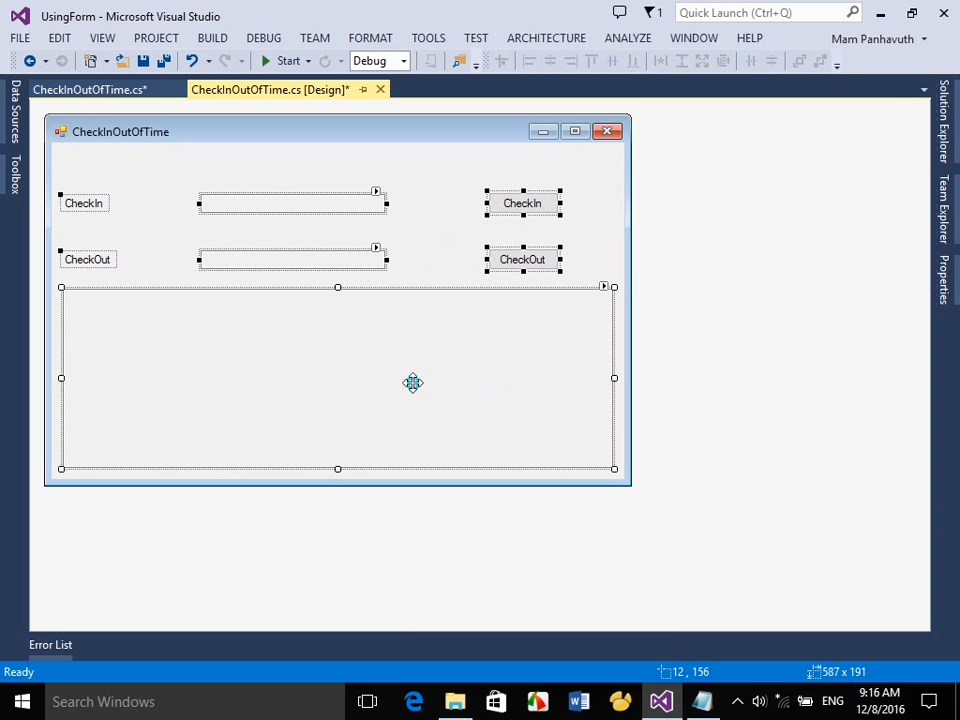 UsingForm - Microsoft Visual Studio
1
Quick Launch (Ctrl+Q)
FILE EDIT VIEW PROJECT BUILD DEBUG TEAM FORMAT TOOLS TEST ARCHITECTURE ANALYZE WINDOW HELP Mam Panhavuth
Start Debug
CheckInOutOfTime.cs* CheckInOutOfTime.cs [Design]*
Data Sources
Toolbox
Solution Explorer
Team Explorer
Properties
CheckInOutOfTime
CheckIn CheckIn
CheckOut CheckOut
Error List
Ready 12 , 156 587 x 191
Search Windows
ENG
9:16 AM
12/8/2016